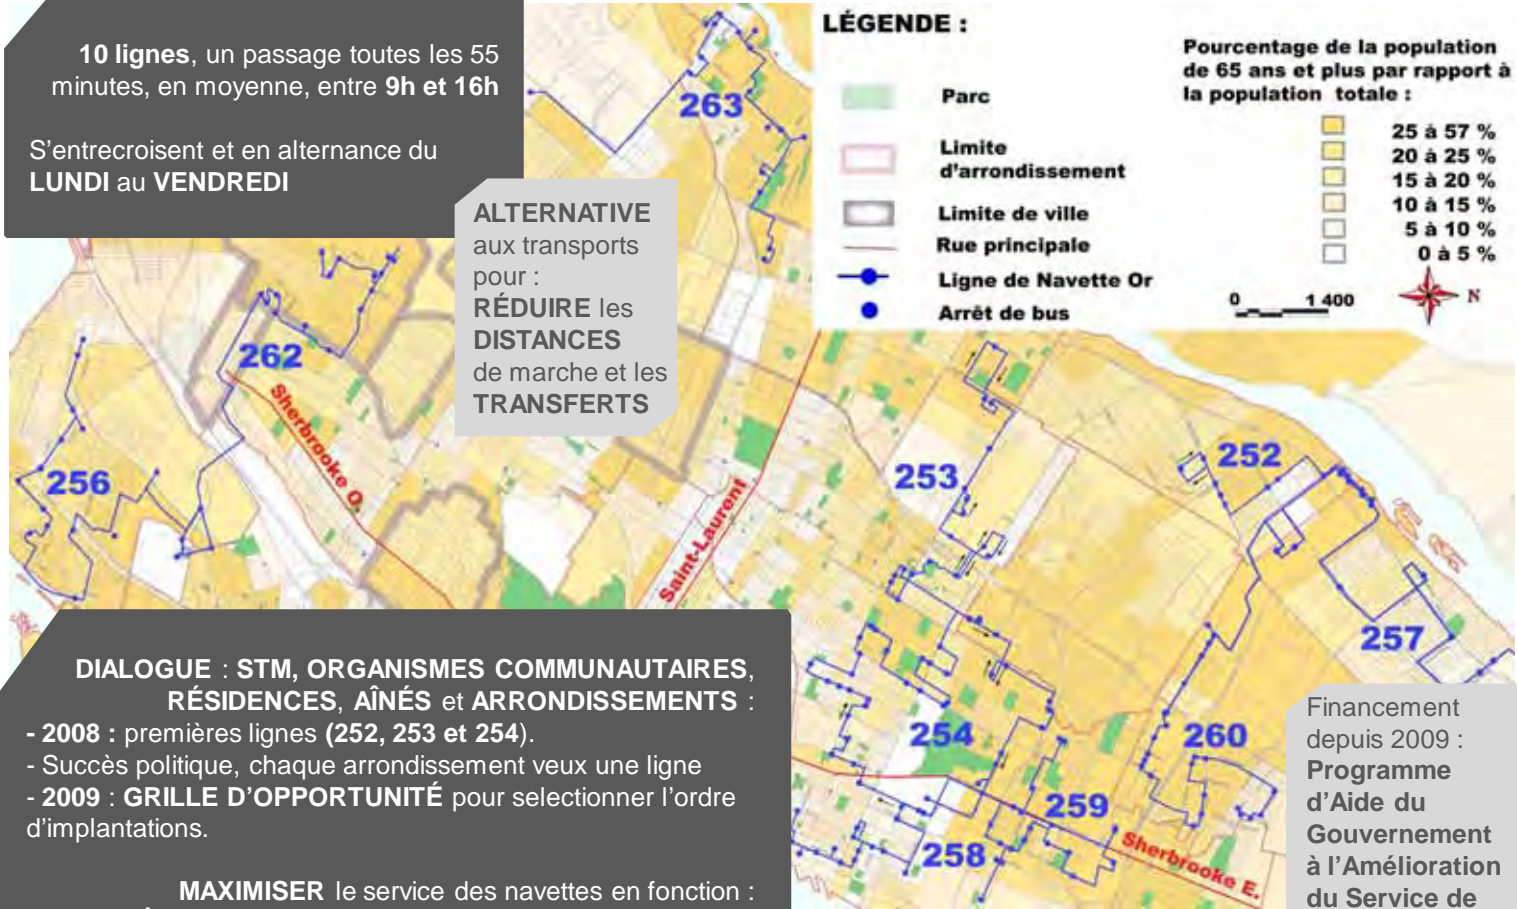 10 lignes, un passage toutes les 55
minutes, en moyenne, entre 9h et 16h
S'entrecroisent et en alternance du
LUNDI au VENDREDI
ALTERNATIVE
aux transports
pour :
RÉDUIRE les
DISTANCES
de marche et les
TRANSFERTS
LÉGENDE :
Parc
Limite
d'arrondissement
Limite de ville
Rue principale
Ligne de Navette Or
Arrêt de bus
Pourcentage de la population
de 65 ans et plus par rapport à
la population totale :
25 à 57 %
20 à 25 %
15 à 20 %
10 à 15 %
5 à 10 %
0 à 5 %
0 1 400
N
263
262
Sherbrooke O.
256
253
252
Saint-Laurent
257
254
260
259
258
Sherbrooke E.
DIALOGUE : STM, ORGANISMES COMMUNAUTAIRES,
RÉSIDENCES, AÎNÉS et ARRONDISSEMENTS :
- 2008 : premières lignes (252, 253 et 254).
- Succès politique, chaque arrondissement veux une ligne
- 2009 : GRILLE D'OPPORTUNITÉ pour selectionner l'ordre
d'implantations.
MAXIMISER le service des navettes en fonction :
Financement
depuis 2009 :
Programme
d'Aide du
Gouvernement
à l'Amélioration
du Service de